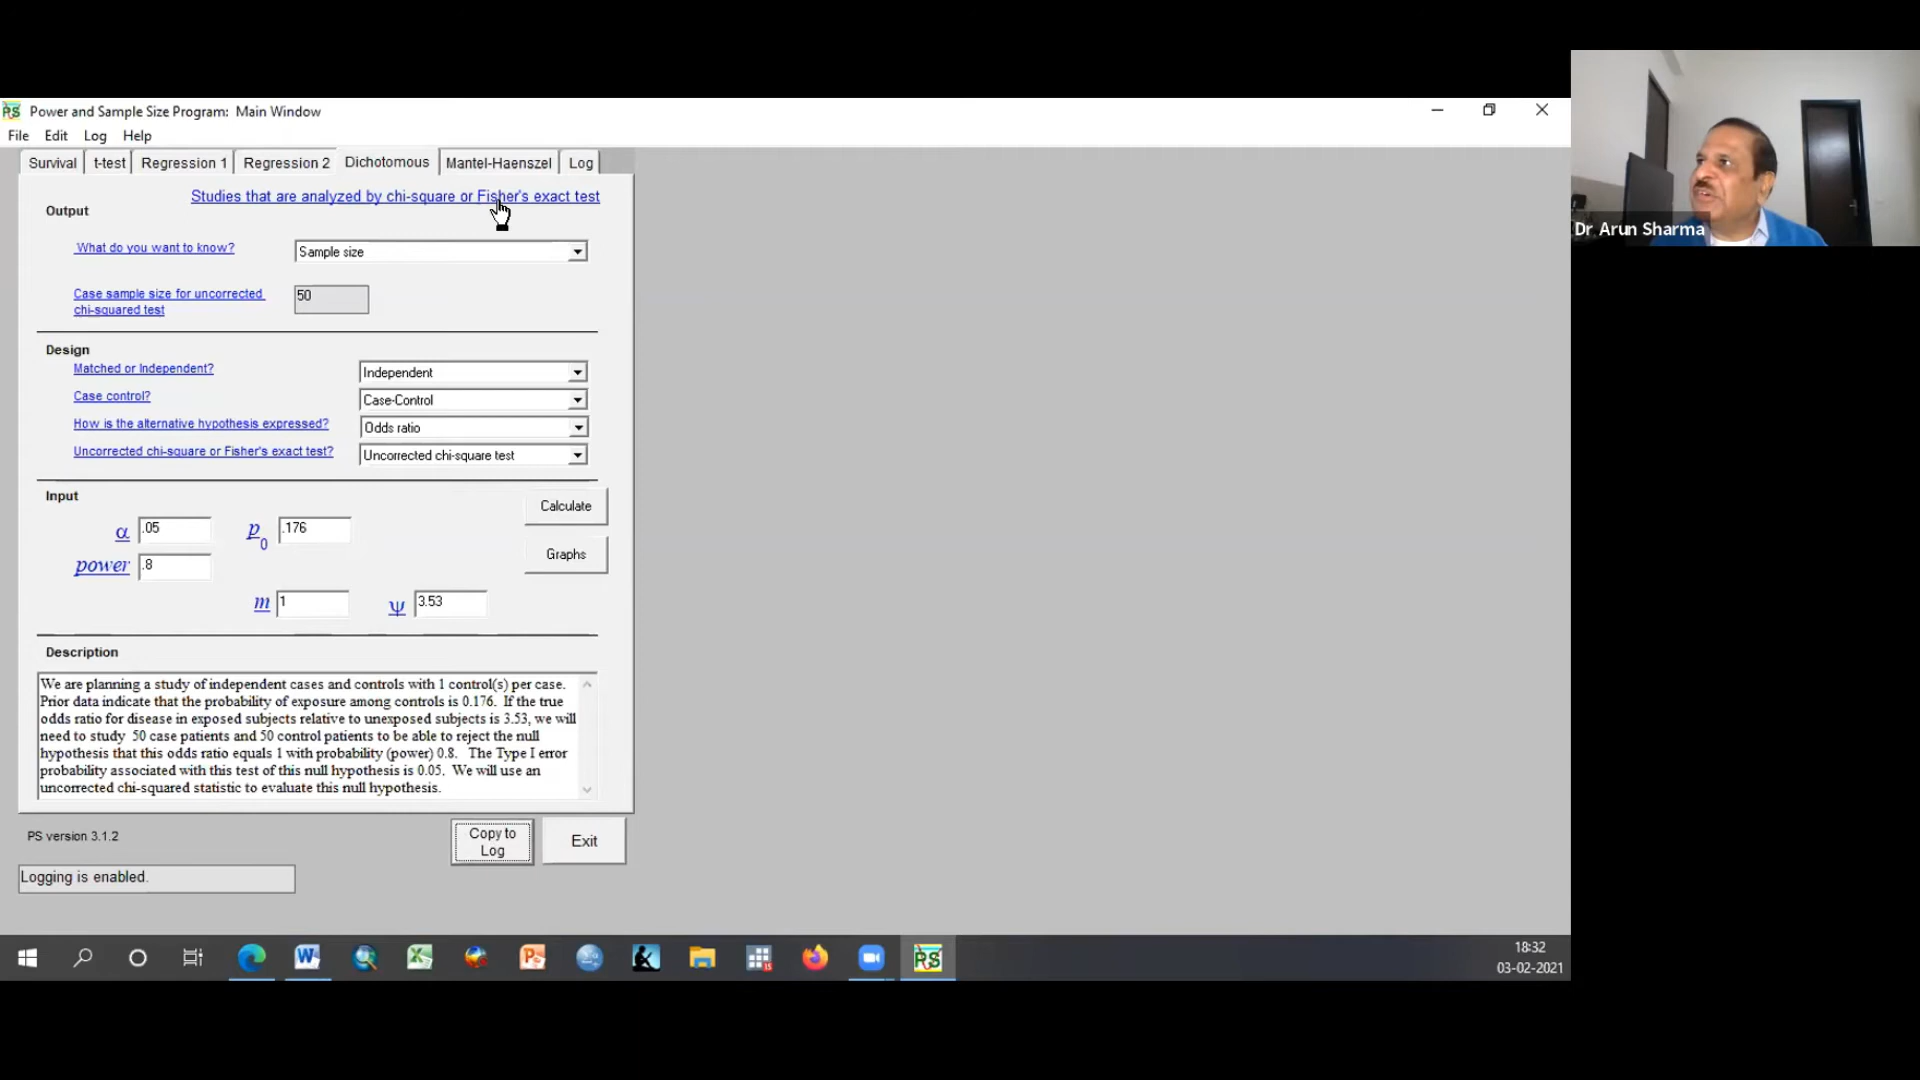 Power and Sample Size Program: Main Window
File Edit Log Help
Survival t-test Regression 1 Regression 2 Dichotomous Mantel-Haenszel Log
Studies that are analyzed by chi-square or Fisher's exact test
Output
What do you want to know? Sample size
Case sample size for uncorrected
chi-squared test
50
Design
Matched or Independent? Independent
Case control? Case-Control
How is the alternative hypothesis expressed? Odds ratio
Uncorrected chi-square or Fisher's exact test? Uncorrected chi-square test
Input
Calculate
α .05 p0 .176
Graphs
power .8
m 1 ψ 3.53
Description
We are planning a study of independent cases and controls with 1 control(s) per case.
Prior data indicate that the probability of exposure among controls is 0.176. If the true
odds ratio for disease in exposed subjects relative to unexposed subjects is 3.53, we will
need to study 50 case patients and 50 control patients to be able to reject the null
hypothesis that this odds ratio equals 1 with probability (power) 0.8. The Type I error
probability associated with this test of this null hypothesis is 0.05. We will use an
uncorrected chi-squared statistic to evaluate this null hypothesis.
PS version 3.1.2
Copy to
Log
Exit
Logging is enabled.
18:32
03-02-2021
Dr Arun Sharma